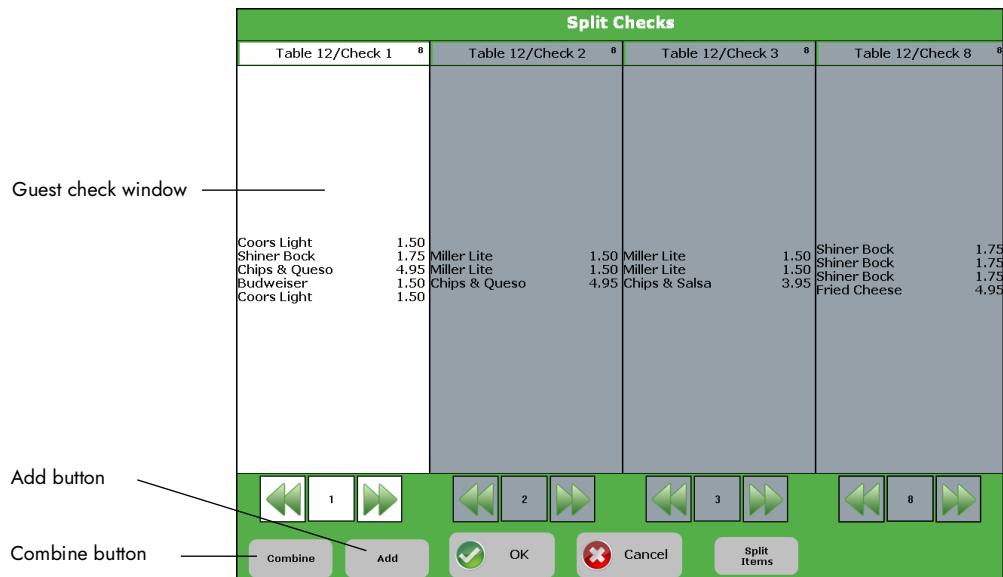 Split Checks
Table 12/Check 1 8
Table 12/Check 2 8
Table 12/Check 3 8
Table 12/Check 8 8
Guest check window
Coors Light 1.50
Shiner Bock 1.75
Chips & Queso 4.95
Budweiser 1.50
Coors Light 1.50
Miller Lite 1.50
Miller Lite 1.50
Chips & Queso 4.95
Miller Lite 1.50
Miller Lite 1.50
Chips & Salsa 3.95
Shiner Bock 1.75
Shiner Bock 1.75
Shiner Bock 1.75
Fried Cheese 4.95
Add button
1
2
3
8
Combine button
Combine
Add
OK
Cancel
Split
Items